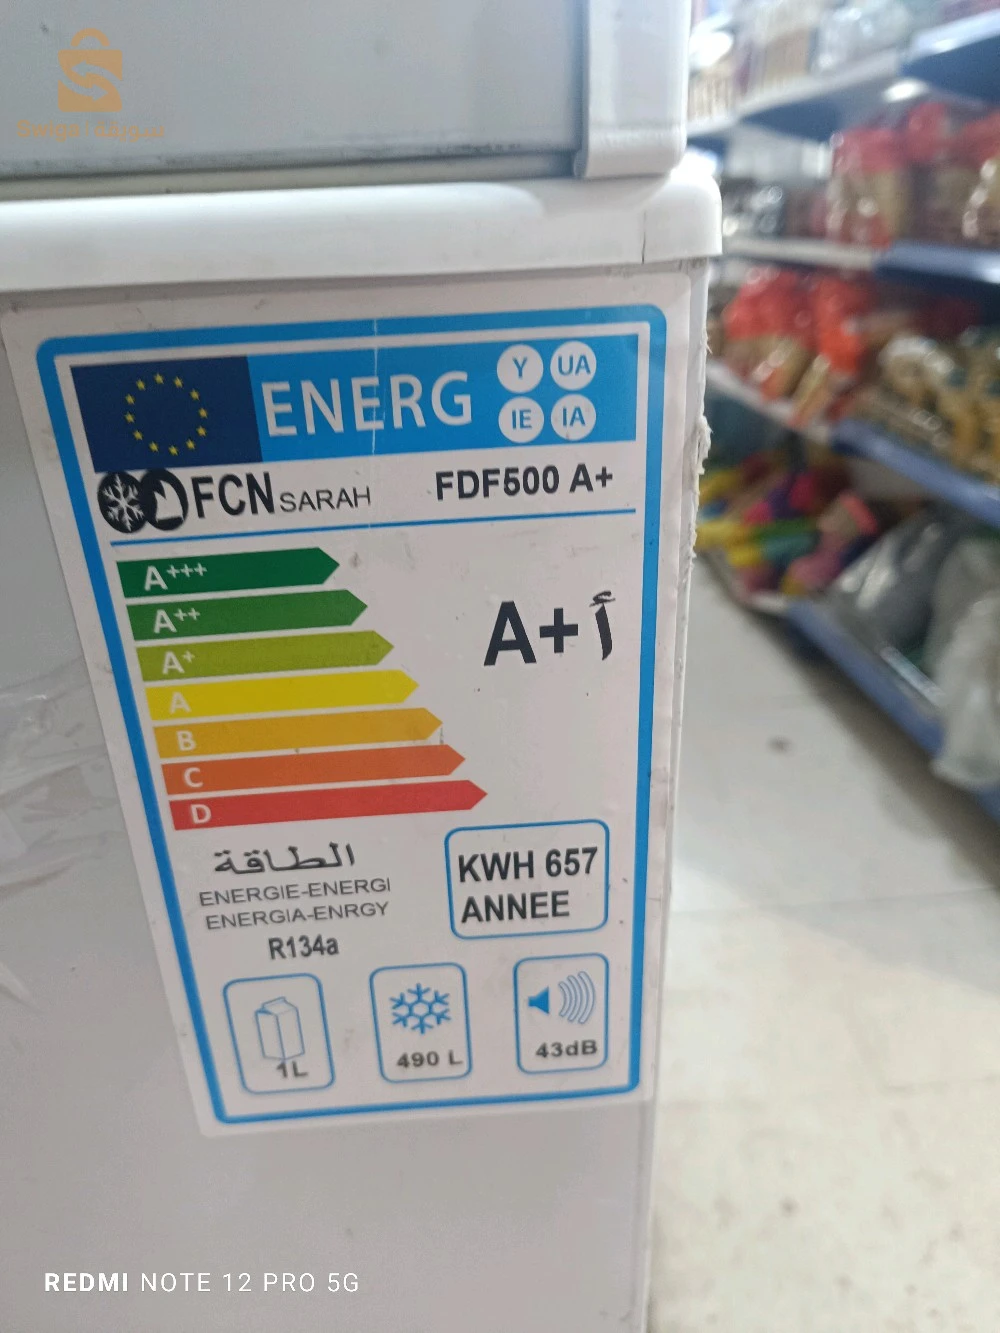 سويقة
ENERG
Y UA
IE IA
FCN SARAH FDF500 A+
A+++
A++
A+
A
B
C
D
A+ أ
الطاقة
ENERGIE-ENERGI
ENERGIA-ENRGY
R134a
KWH 657
ANNEE
1L
490 L
43dB
REDMI NOTE 12 PRO 5G